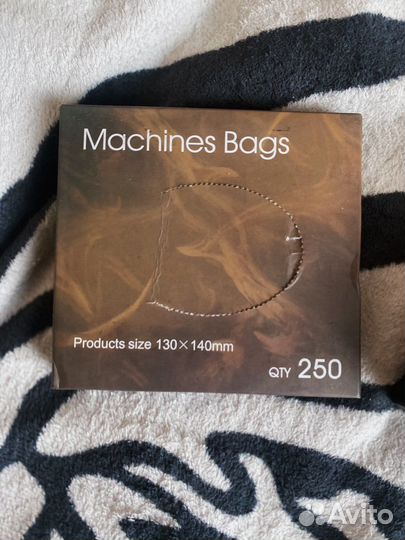 Machines Bags
Products size 130×140mm
QTY 250
Avito